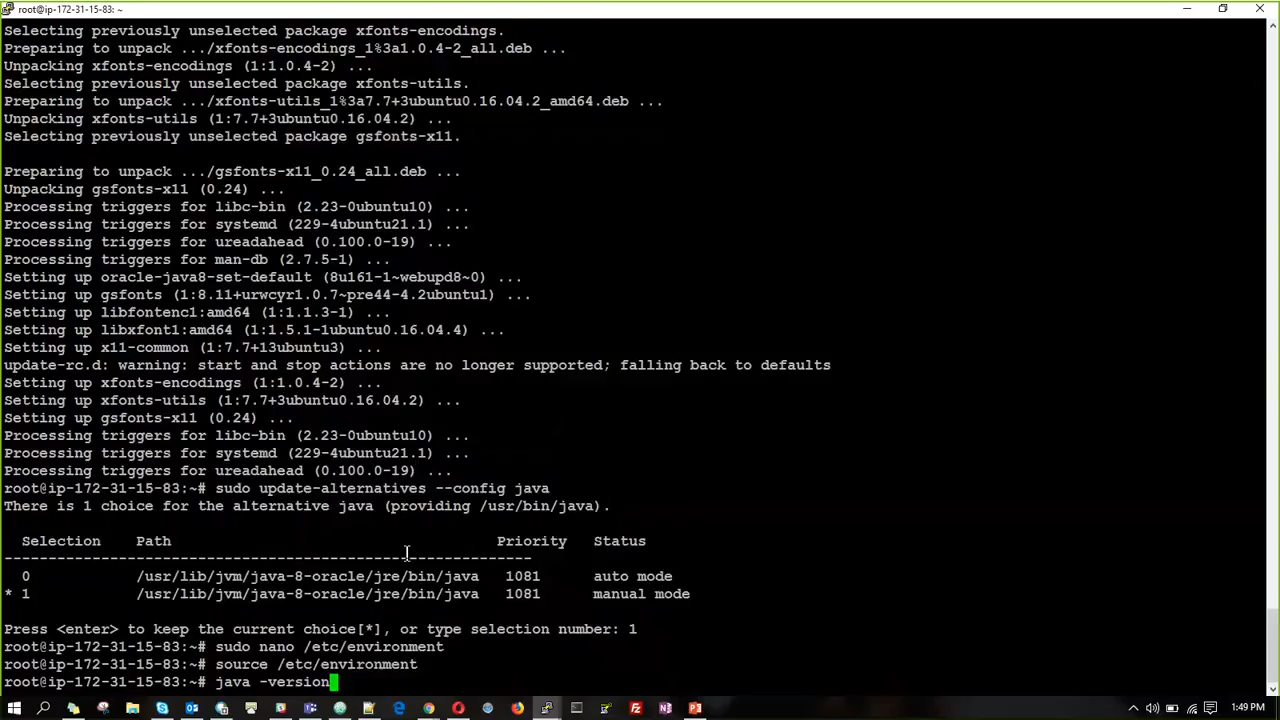 root@ip-172-31-15-83: ~
Selecting previously unselected package xfonts-encodings.
Preparing to unpack .../xfonts-encodings_1%3a1.0.4-2_all.deb ...
Unpacking xfonts-encodings (1:1.0.4-2) ...
Selecting previously unselected package xfonts-utils.
Preparing to unpack .../xfonts-utils_1%3a7.7+3ubuntu0.16.04.2_amd64.deb ...
Unpacking xfonts-utils (1:7.7+3ubuntu0.16.04.2) ...
Selecting previously unselected package gsfonts-x11.
Preparing to unpack .../gsfonts-x11_0.24_all.deb ...
Unpacking gsfonts-x11 (0.24) ...
Processing triggers for libc-bin (2.23-0ubuntu10) ...
Processing triggers for systemd (229-4ubuntu21.1) ...
Processing triggers for ureadahead (0.100.0-19) ...
Processing triggers for man-db (2.7.5-1) ...
Setting up oracle-java8-set-default (8u161-1~webupd8~0) ...
Setting up gsfonts (1:8.11+urwcyr1.0.7~pre44-4.2ubuntu1) ...
Setting up libfontenc1:amd64 (1:1.1.3-1) ...
Setting up libxfont1:amd64 (1:1.5.1-1ubuntu0.16.04.4) ...
Setting up x11-common (1:7.7+13ubuntu3) ...
update-rc.d: warning: start and stop actions are no longer supported; falling back to defaults
Setting up xfonts-encodings (1:1.0.4-2) ...
Setting up xfonts-utils (1:7.7+3ubuntu0.16.04.2) ...
Setting up gsfonts-x11 (0.24) ...
Processing triggers for libc-bin (2.23-0ubuntu10) ...
Processing triggers for systemd (229-4ubuntu21.1) ...
Processing triggers for ureadahead (0.100.0-19) ...
root@ip-172-31-15-83:~# sudo update-alternatives --config java
There is 1 choice for the alternative java (providing /usr/bin/java).
Selection Path Priority Status
------------------------------------------------------------
0 /usr/lib/jvm/java-8-oracle/jre/bin/java 1081 auto mode
* 1 /usr/lib/jvm/java-8-oracle/jre/bin/java 1081 manual mode
Press <enter> to keep the current choice[*], or type selection number: 1
root@ip-172-31-15-83:~# sudo nano /etc/environment
root@ip-172-31-15-83:~# source /etc/environment
root@ip-172-31-15-83:~# java -version
1:49 PM